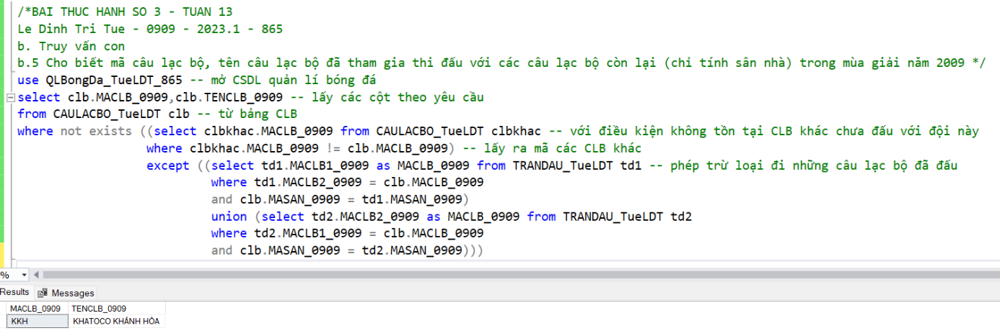 /*BAI THUC HANH SO 3 - TUAN 13
Le Dinh Tri Tue - 0909 - 2023.1 - 865
b. Truy vấn con
b.5 Cho biết mã câu lạc bộ, tên câu lạc bộ đã tham gia thi đấu với các câu lạc bộ còn lại (chỉ tính sân nhà) trong mùa giải năm 2009 */
use QLBongDa_TueLDT_865 -- mở CSDL quản lí bóng đá
select clb.MACLB_0909,clb.TENCLB_0909 -- lấy các cột theo yêu cầu
from CAULACBO_TueLDT clb -- từ bảng CLB
where not exists ((select clbkhac.MACLB_0909 from CAULACBO_TueLDT clbkhac -- với điều kiện không tồn tại CLB khác chưa đấu với đội này
where clbkhac.MACLB_0909 != clb.MACLB_0909) -- lấy ra mã các CLB khác
except ((select td1.MACLB1_0909 as MACLB_0909 from TRANDAU_TueLDT td1 -- phép trừ loại đi những câu lạc bộ đã đấu
where td1.MACLB2_0909 = clb.MACLB_0909
and clb.MASAN_0909 = td1.MASAN_0909)
union (select td2.MACLB2_0909 as MACLB_0909 from TRANDAU_TueLDT td2
where td2.MACLB1_0909 = clb.MACLB_0909
and clb.MASAN_0909 = td2.MASAN_0909)))
%
Results Messages
MACLB_0909 TENCLB_0909
KKH KHATOCO KHÁNH HÒA